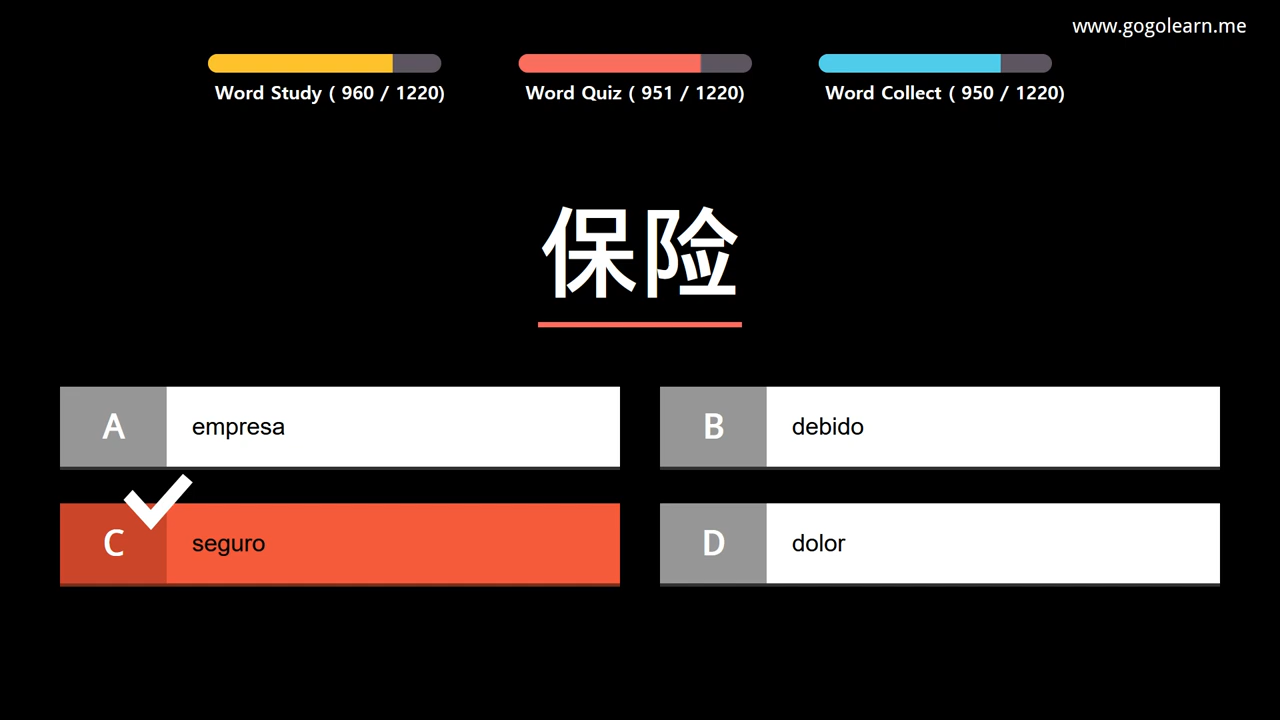 www.gogolearn.me
Word Study ( 960 / 1220)
Word Quiz ( 951 / 1220)
Word Collect ( 950 / 1220)
保险
A empresa
B debido
C seguro
D dolor